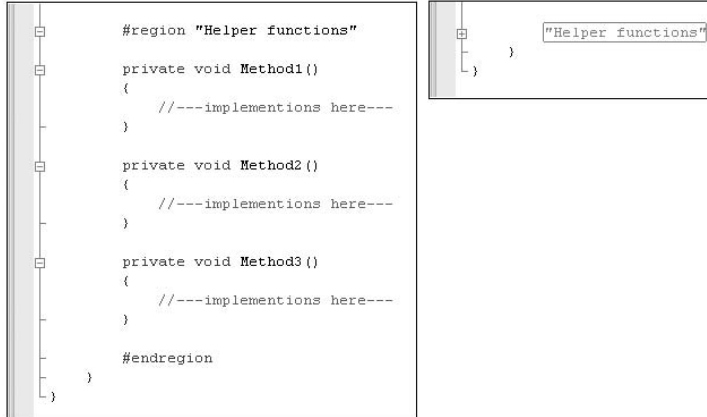 #region "Helper functions"
private void Method1()
{
//---implementions here---
}
private void Method2()
{
//---implementions here---
}
private void Method3()
{
//---implementions here---
}
#endregion
}
}
"Helper functions"
}
}